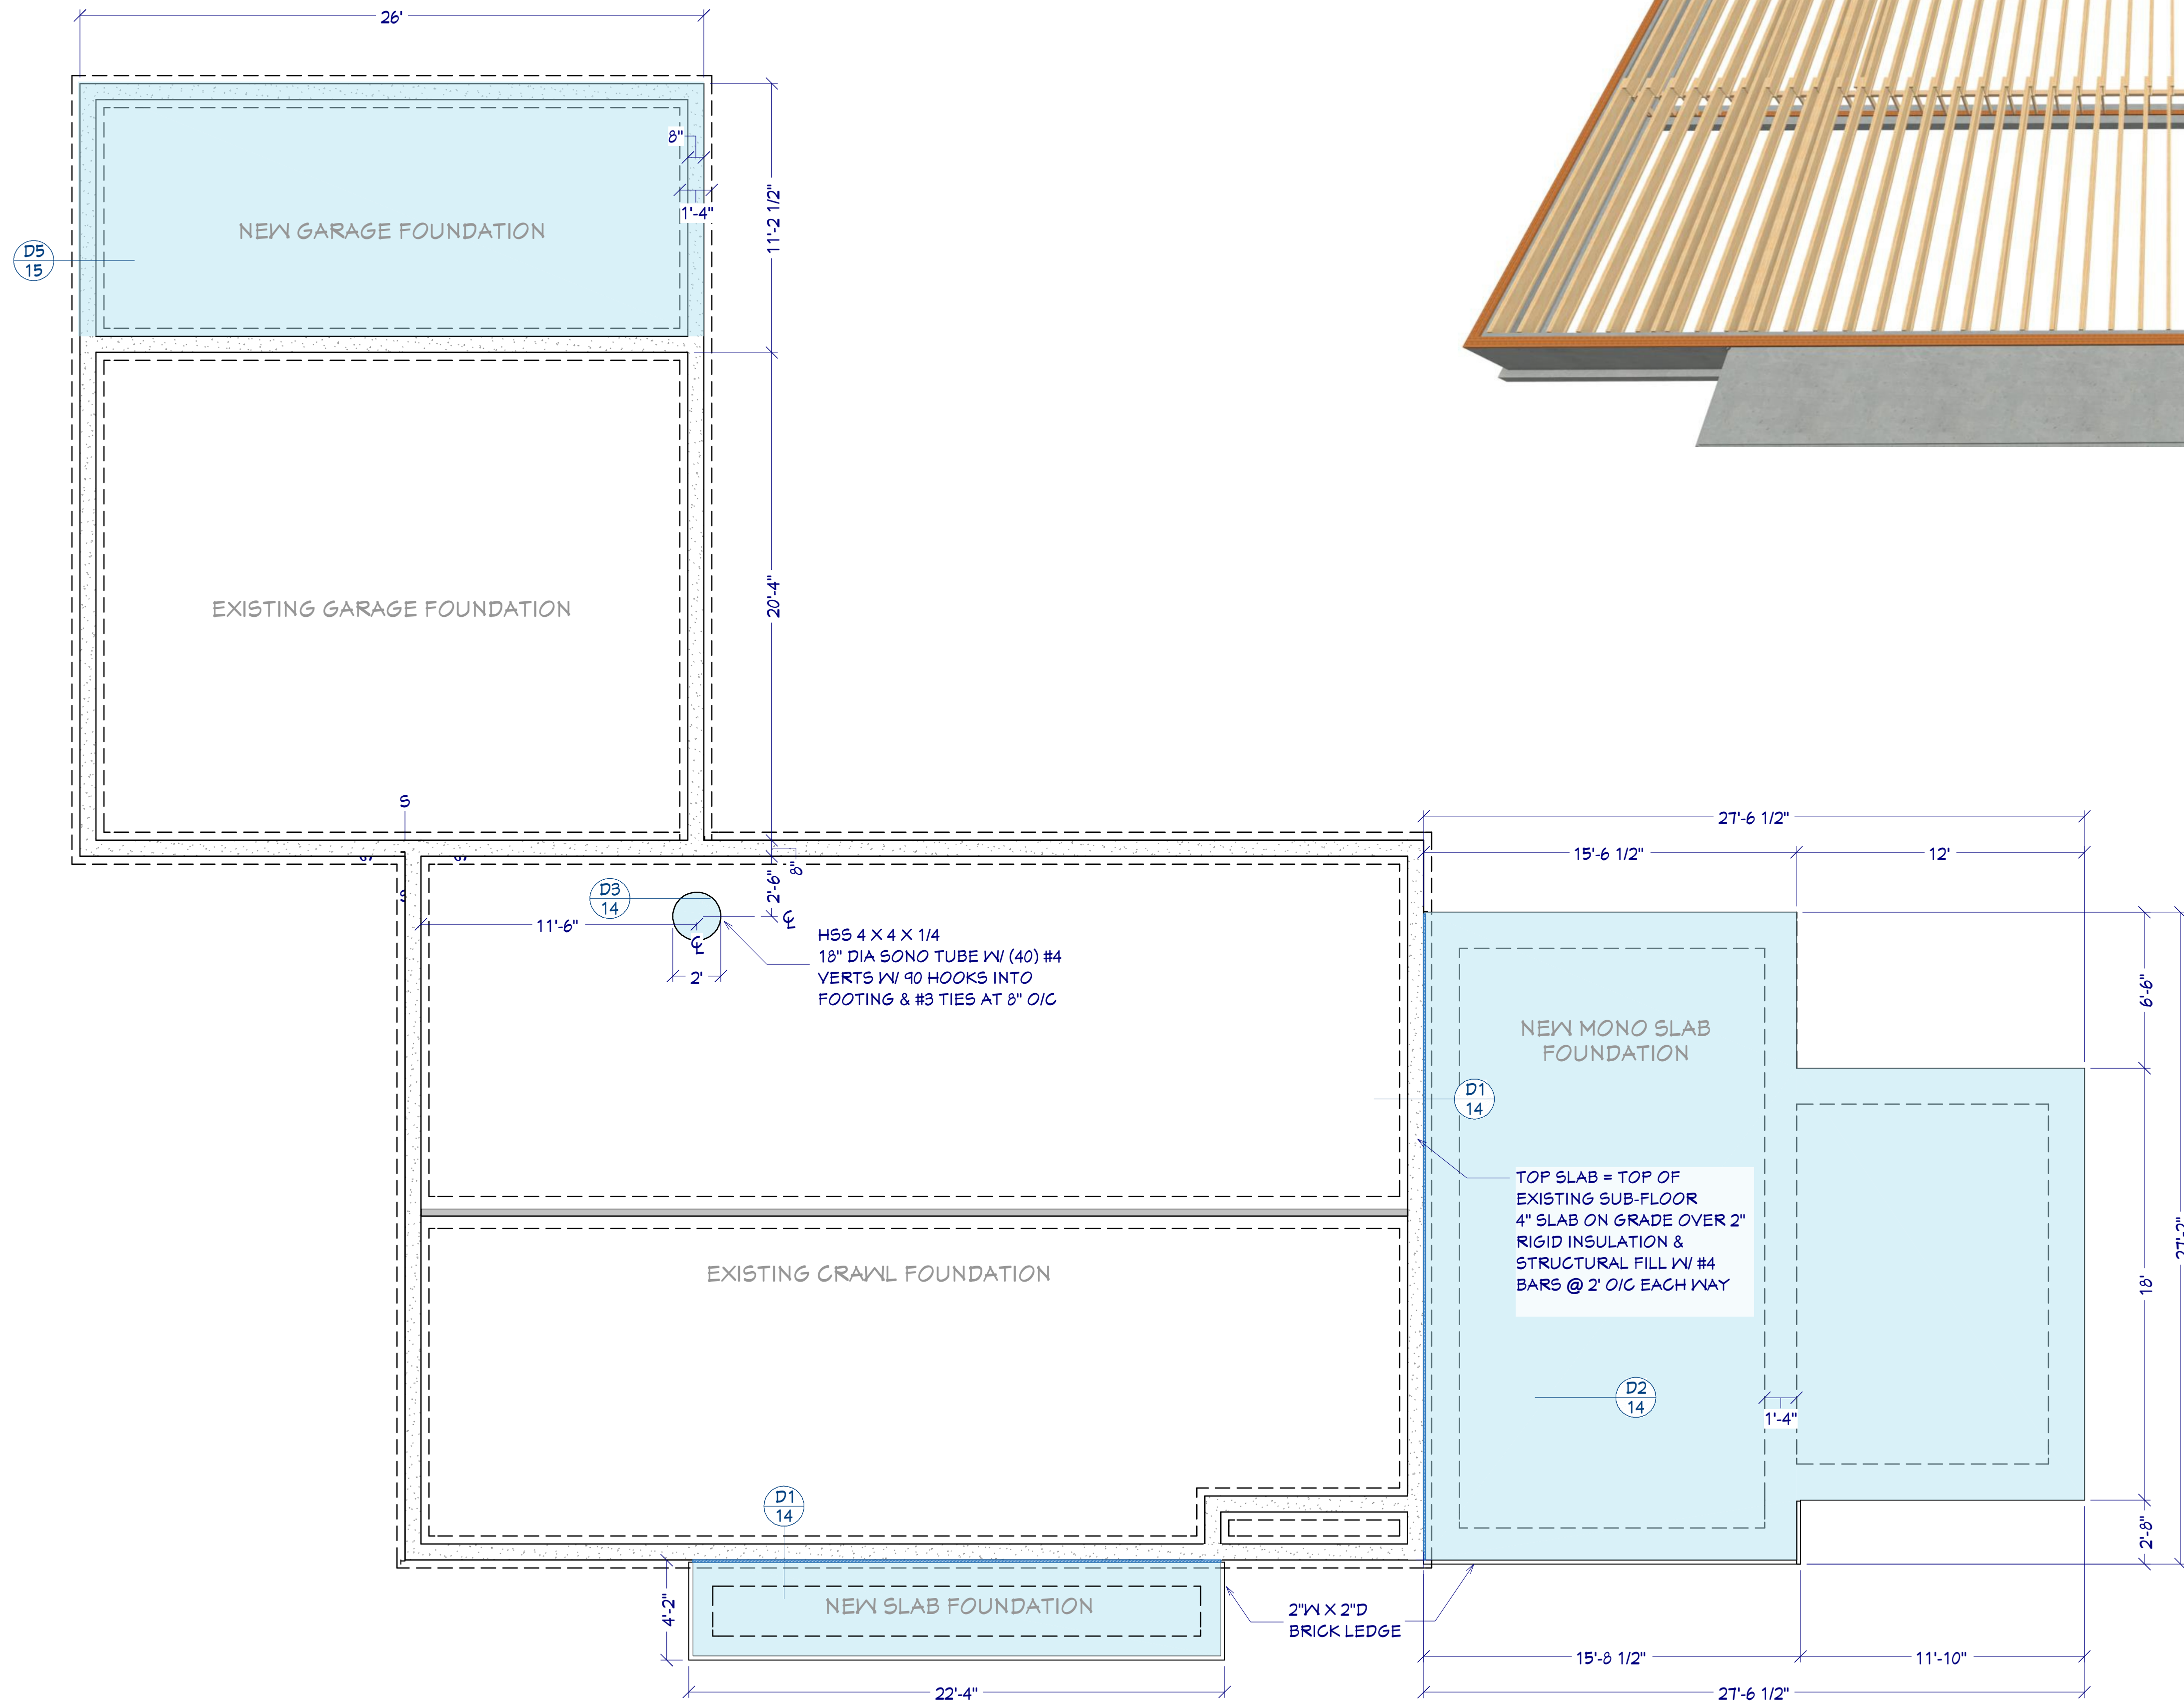 26'
8"
1'-4"
11'-2 1/2"
NEW GARAGE FOUNDATION
D5
15
20'-4"
EXISTING GARAGE FOUNDATION
S
S
S
S
8"
2'-6"
D3
14
11'-6"
CL
CL
2'
HSS 4 X 4 X 1/4
18" DIA SONO TUBE W/ (40) #4
VERTS W/ 90 HOOKS INTO
FOOTING & #3 TIES AT 8" O/C
27'-6 1/2"
15'-6 1/2"
12'
6'-6"
NEW MONO SLAB
FOUNDATION
D1
14
TOP SLAB = TOP OF
EXISTING SUB-FLOOR
4" SLAB ON GRADE OVER 2"
RIGID INSULATION &
STRUCTURAL FILL W/ #4
BARS @ 2' O/C EACH WAY
27'-2"
18'
EXISTING CRAWL FOUNDATION
D2
14
1'-4"
D1
14
2'-8"
4'-2"
NEW SLAB FOUNDATION
2"W X 2"D
BRICK LEDGE
15'-8 1/2"
11'-10"
22'-4"
27'-6 1/2"